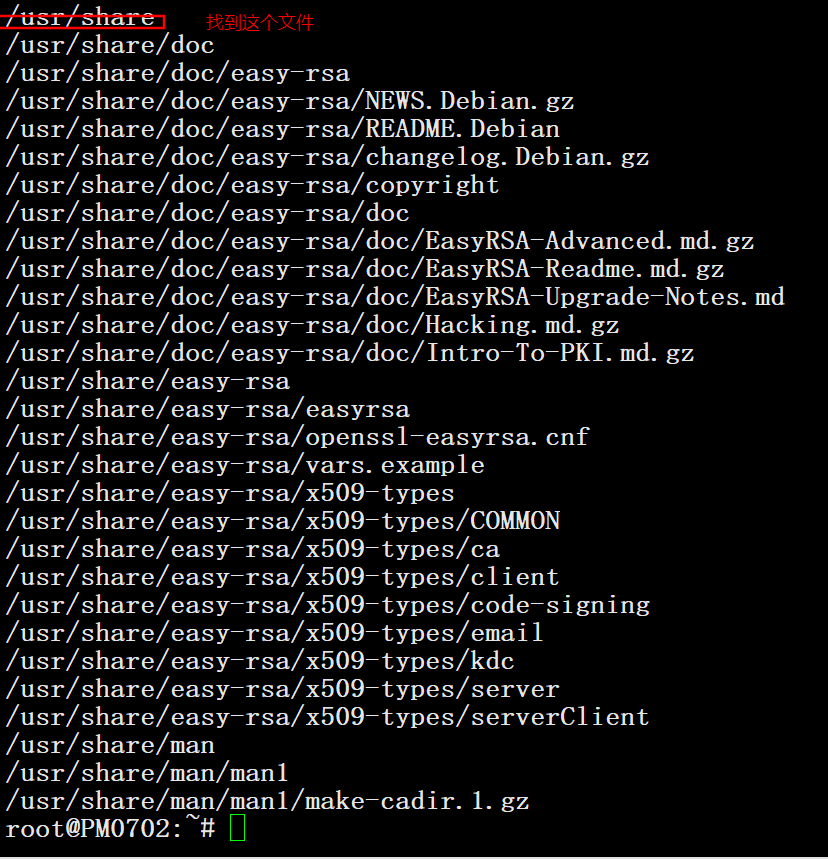 /usr/share
找到这个文件
/usr/share/doc
/usr/share/doc/easy-rsa
/usr/share/doc/easy-rsa/NEWS.Debian.gz
/usr/share/doc/easy-rsa/README.Debian
/usr/share/doc/easy-rsa/changelog.Debian.gz
/usr/share/doc/easy-rsa/copyright
/usr/share/doc/easy-rsa/doc
/usr/share/doc/easy-rsa/doc/EasyRSA-Advanced.md.gz
/usr/share/doc/easy-rsa/doc/EasyRSA-Readme.md.gz
/usr/share/doc/easy-rsa/doc/EasyRSA-Upgrade-Notes.md
/usr/share/doc/easy-rsa/doc/Hacking.md.gz
/usr/share/doc/easy-rsa/doc/Intro-To-PKI.md.gz
/usr/share/easy-rsa
/usr/share/easy-rsa/easyrsa
/usr/share/easy-rsa/openssl-easyrsa.cnf
/usr/share/easy-rsa/vars.example
/usr/share/easy-rsa/x509-types
/usr/share/easy-rsa/x509-types/COMMON
/usr/share/easy-rsa/x509-types/ca
/usr/share/easy-rsa/x509-types/client
/usr/share/easy-rsa/x509-types/code-signing
/usr/share/easy-rsa/x509-types/email
/usr/share/easy-rsa/x509-types/kdc
/usr/share/easy-rsa/x509-types/server
/usr/share/easy-rsa/x509-types/serverClient
/usr/share/man
/usr/share/man/man1
/usr/share/man/man1/make-cadir.1.gz
root@PM0702:~#